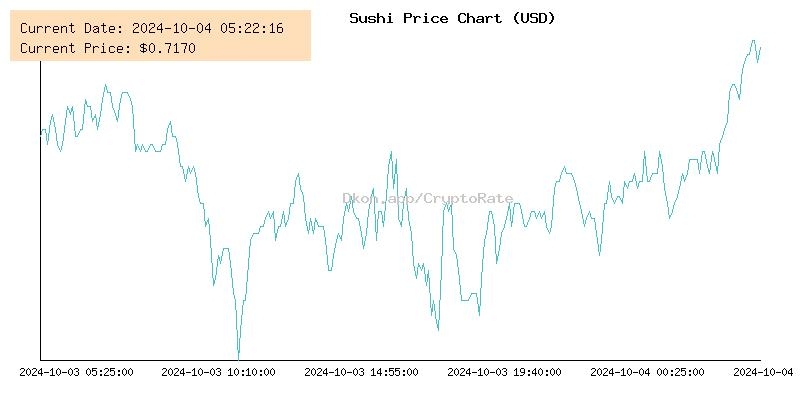 Sushi Price Chart (USD)
Current Date: 2024-10-04 05:22:16
Current Price: $0.7170
Dkon.app/CryptoRate
2024-10-03 05:25:00 2024-10-03 10:10:00 2024-10-03 14:55:00 2024-10-03 19:40:00 2024-10-04 00:25:00 2024-10-04